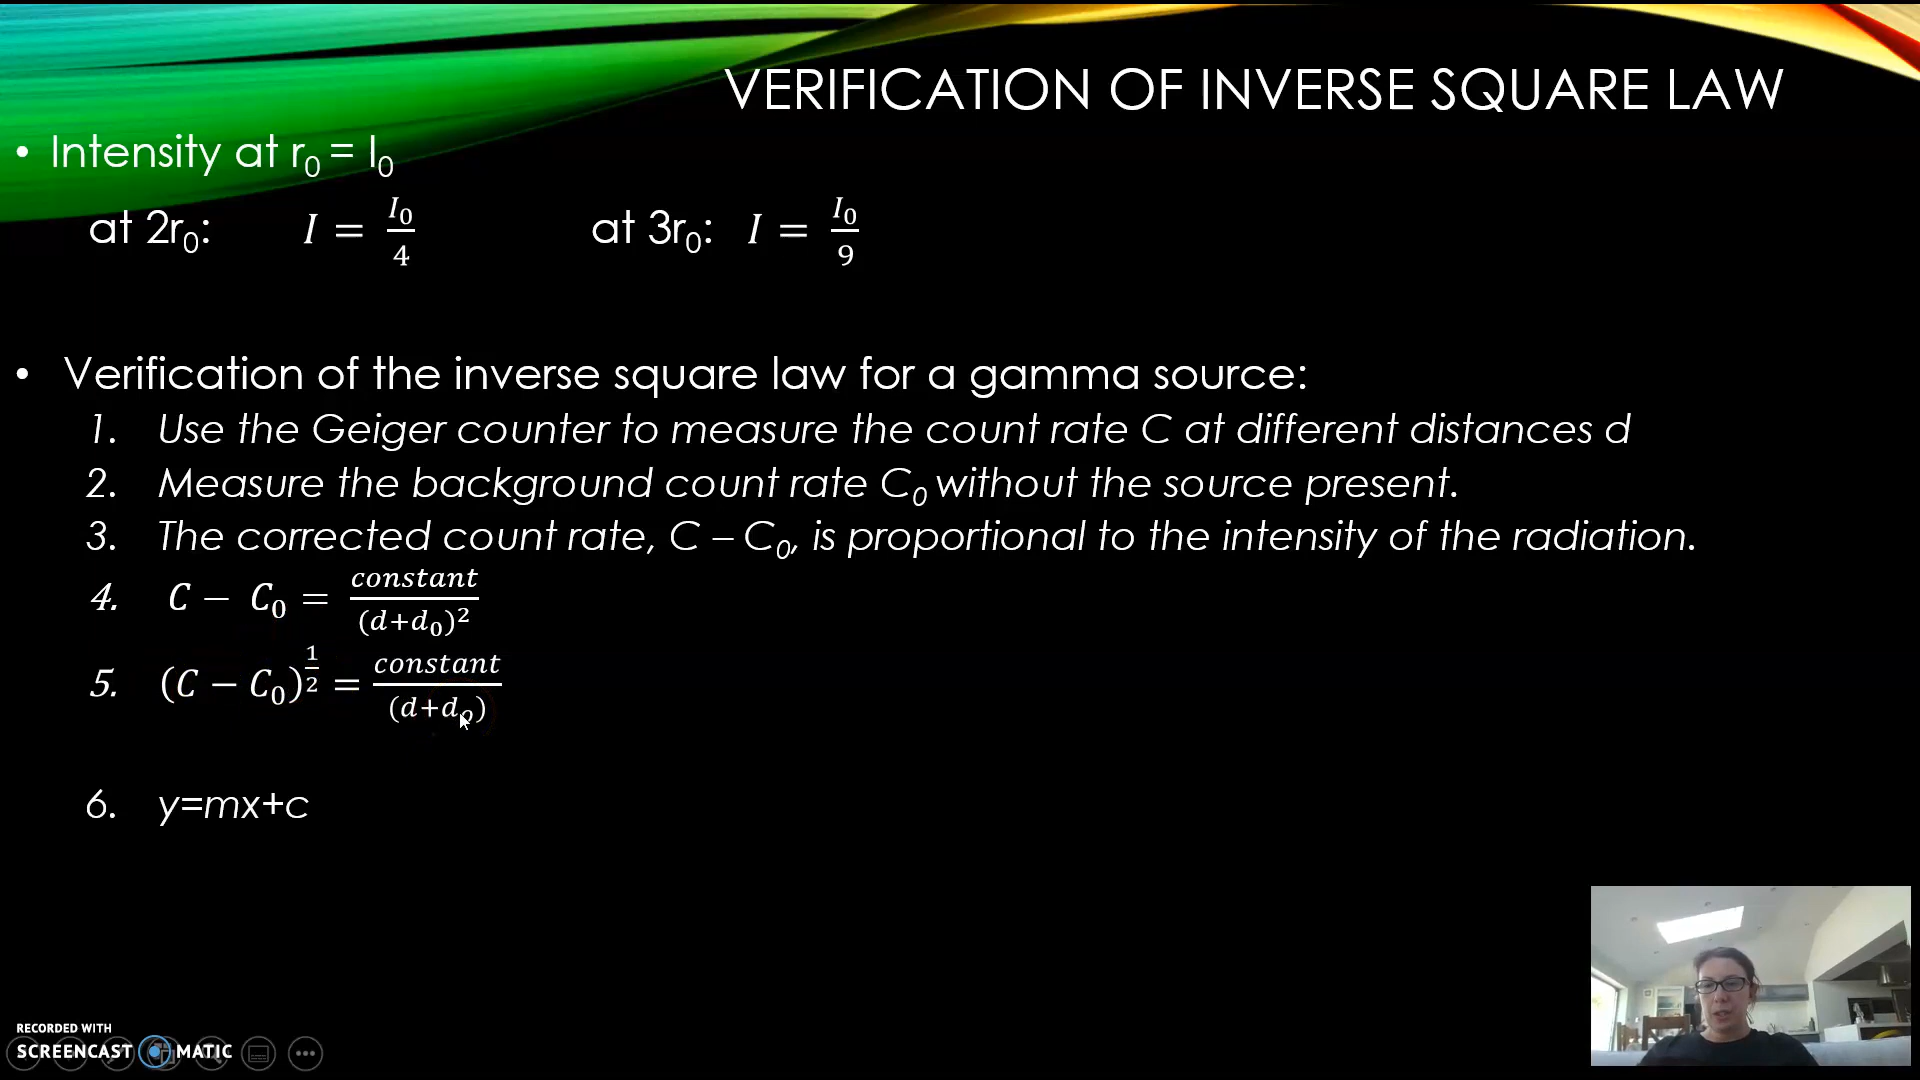 VERIFICATION OF INVERSE SQUARE LAW
• Intensity at r₀ = I₀
at 2r₀: I = I₀/4 at 3r₀: I = I₀/9
• Verification of the inverse square law for a gamma source:
1. Use the Geiger counter to measure the count rate C at different distances d
2. Measure the background count rate C₀ without the source present.
3. The corrected count rate, C – C₀, is proportional to the intensity of the radiation.
4. C − C₀ = constant/(d+d₀)²
5. (C − C₀)^(1/2) = constant/(d+d₀)
6. y=mx+c
RECORDED WITH
SCREENCAST MATIC